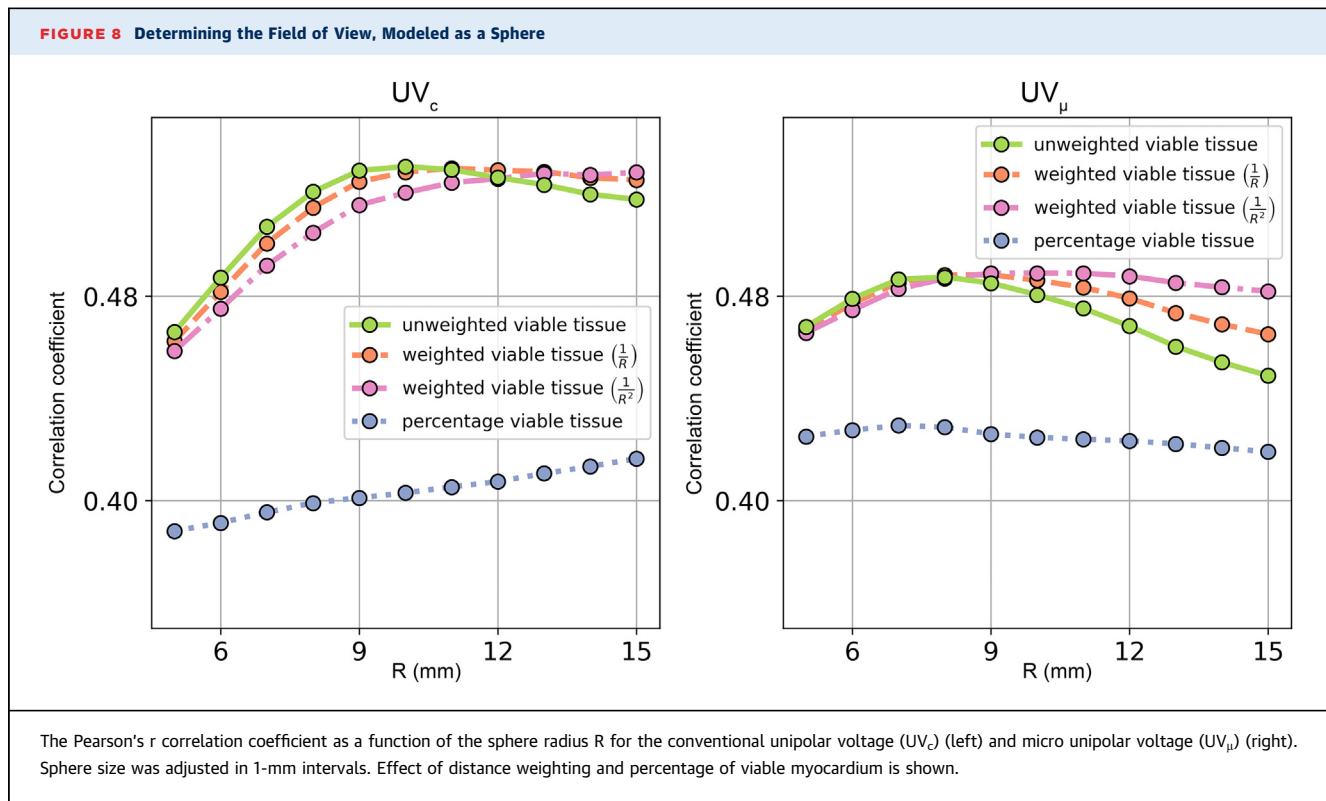 FIGURE 8 Determining the Field of View, Modeled as a Sphere
UV_c
Correlation coefficient
0.48
0.40
unweighted viable tissue
weighted viable tissue (1/R)
weighted viable tissue (1/R²)
percentage viable tissue
6 9 12 15
R (mm)
UV_μ
Correlation coefficient
0.48
0.40
unweighted viable tissue
weighted viable tissue (1/R)
weighted viable tissue (1/R²)
percentage viable tissue
6 9 12 15
R (mm)
The Pearson's r correlation coefficient as a function of the sphere radius R for the conventional unipolar voltage (UV_c) (left) and micro unipolar voltage (UV_μ) (right).
Sphere size was adjusted in 1-mm intervals. Effect of distance weighting and percentage of viable myocardium is shown.